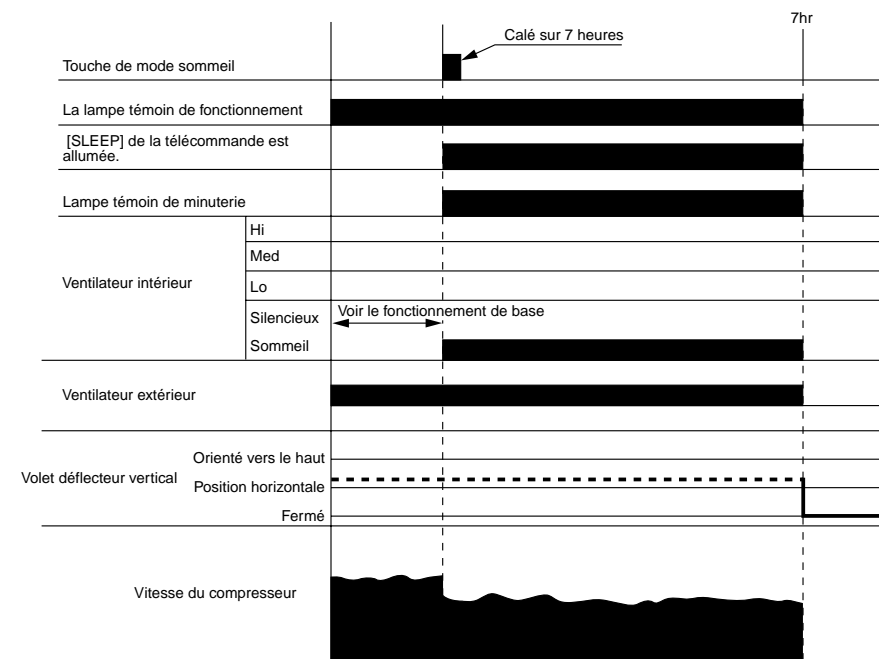 7hr
Calé sur 7 heures
Touche de mode sommeil
La lampe témoin de fonctionnement
[SLEEP] de la télécommande est
allumée.
Lampe témoin de minuterie
Hi
Med
Ventilateur intérieur
Lo
Silencieux
Voir le fonctionnement de base
Sommeil
Ventilateur extérieur
Orienté vers le haut
Volet déflecteur vertical
Position horizontale
Fermé
Vitesse du compresseur